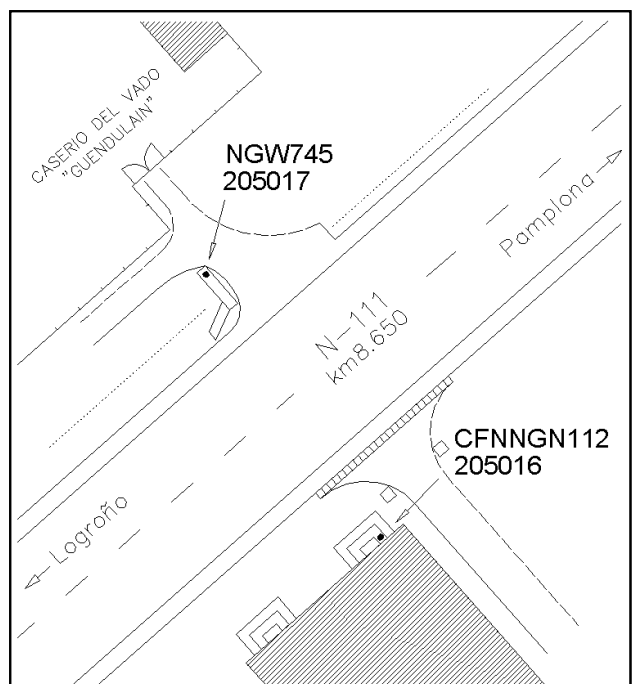 CASERIO DEL VADO
"GUENDULAIN"
NGW745
205017
Pamplona
N-111
km8.650
CFNNGN112
205016
Logroño